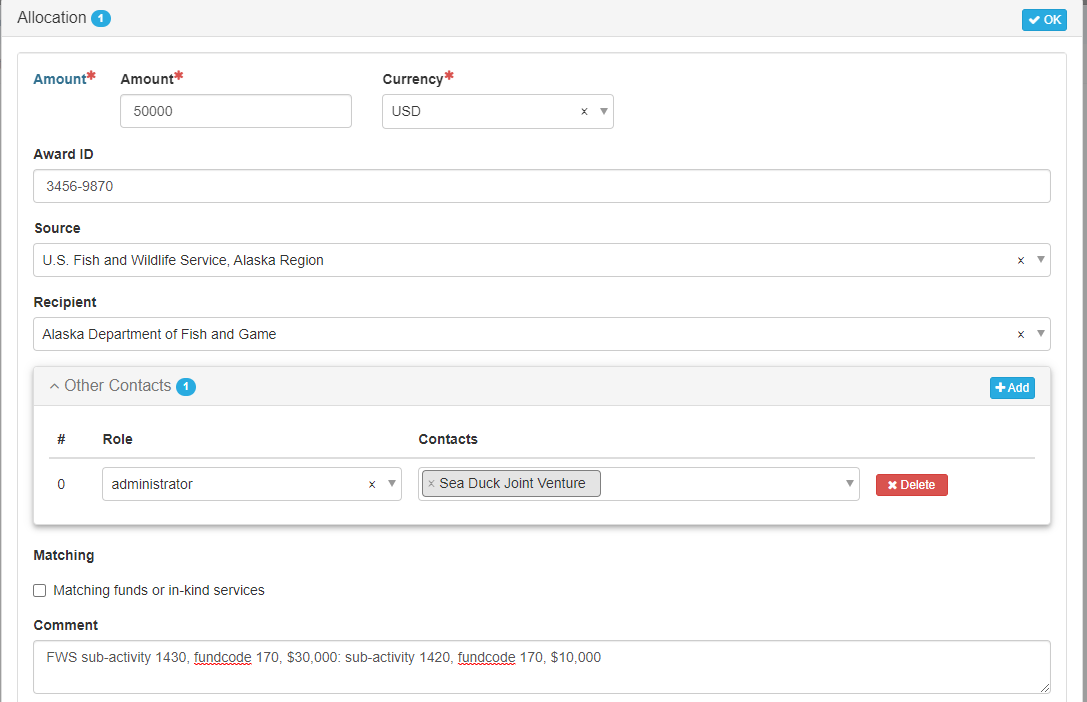 Allocation 1
OK
Amount* Amount* Currency*
50000 USD × ▼
Award ID
3456-9870
Source
U.S. Fish and Wildlife Service, Alaska Region × ▼
Recipient
Alaska Department of Fish and Game × ▼
Other Contacts 1
+ Add
# Role Contacts
0 administrator × ▼ × Sea Duck Joint Venture ▼ × Delete
Matching
Matching funds or in-kind services
Comment
FWS sub-activity 1430, fundcode 170, $30,000: sub-activity 1420, fundcode 170, $10,000